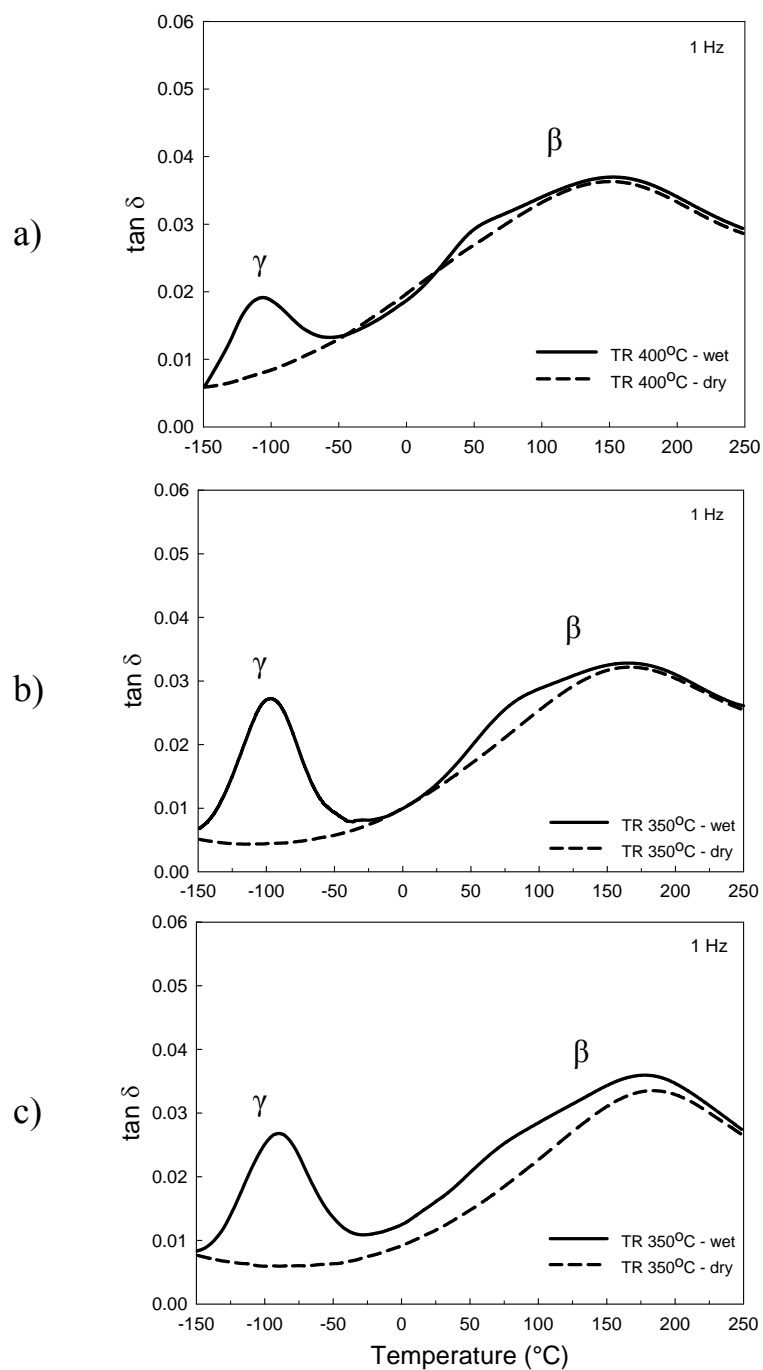 a)
tan δ
0.06
0.05
0.04
0.03
0.02
0.01
0.00
1 Hz
β
γ
TR 400°C - wet
TR 400°C - dry
-150 -100 -50 0 50 100 150 200 250
b)
tan δ
0.06
0.05
0.04
0.03
0.02
0.01
0.00
1 Hz
β
γ
TR 350°C - wet
TR 350°C - dry
-150 -100 -50 0 50 100 150 200 250
c)
tan δ
0.06
0.05
0.04
0.03
0.02
0.01
0.00
1 Hz
β
γ
TR 350°C - wet
TR 350°C - dry
-150 -100 -50 0 50 100 150 200 250
Temperature (°C)